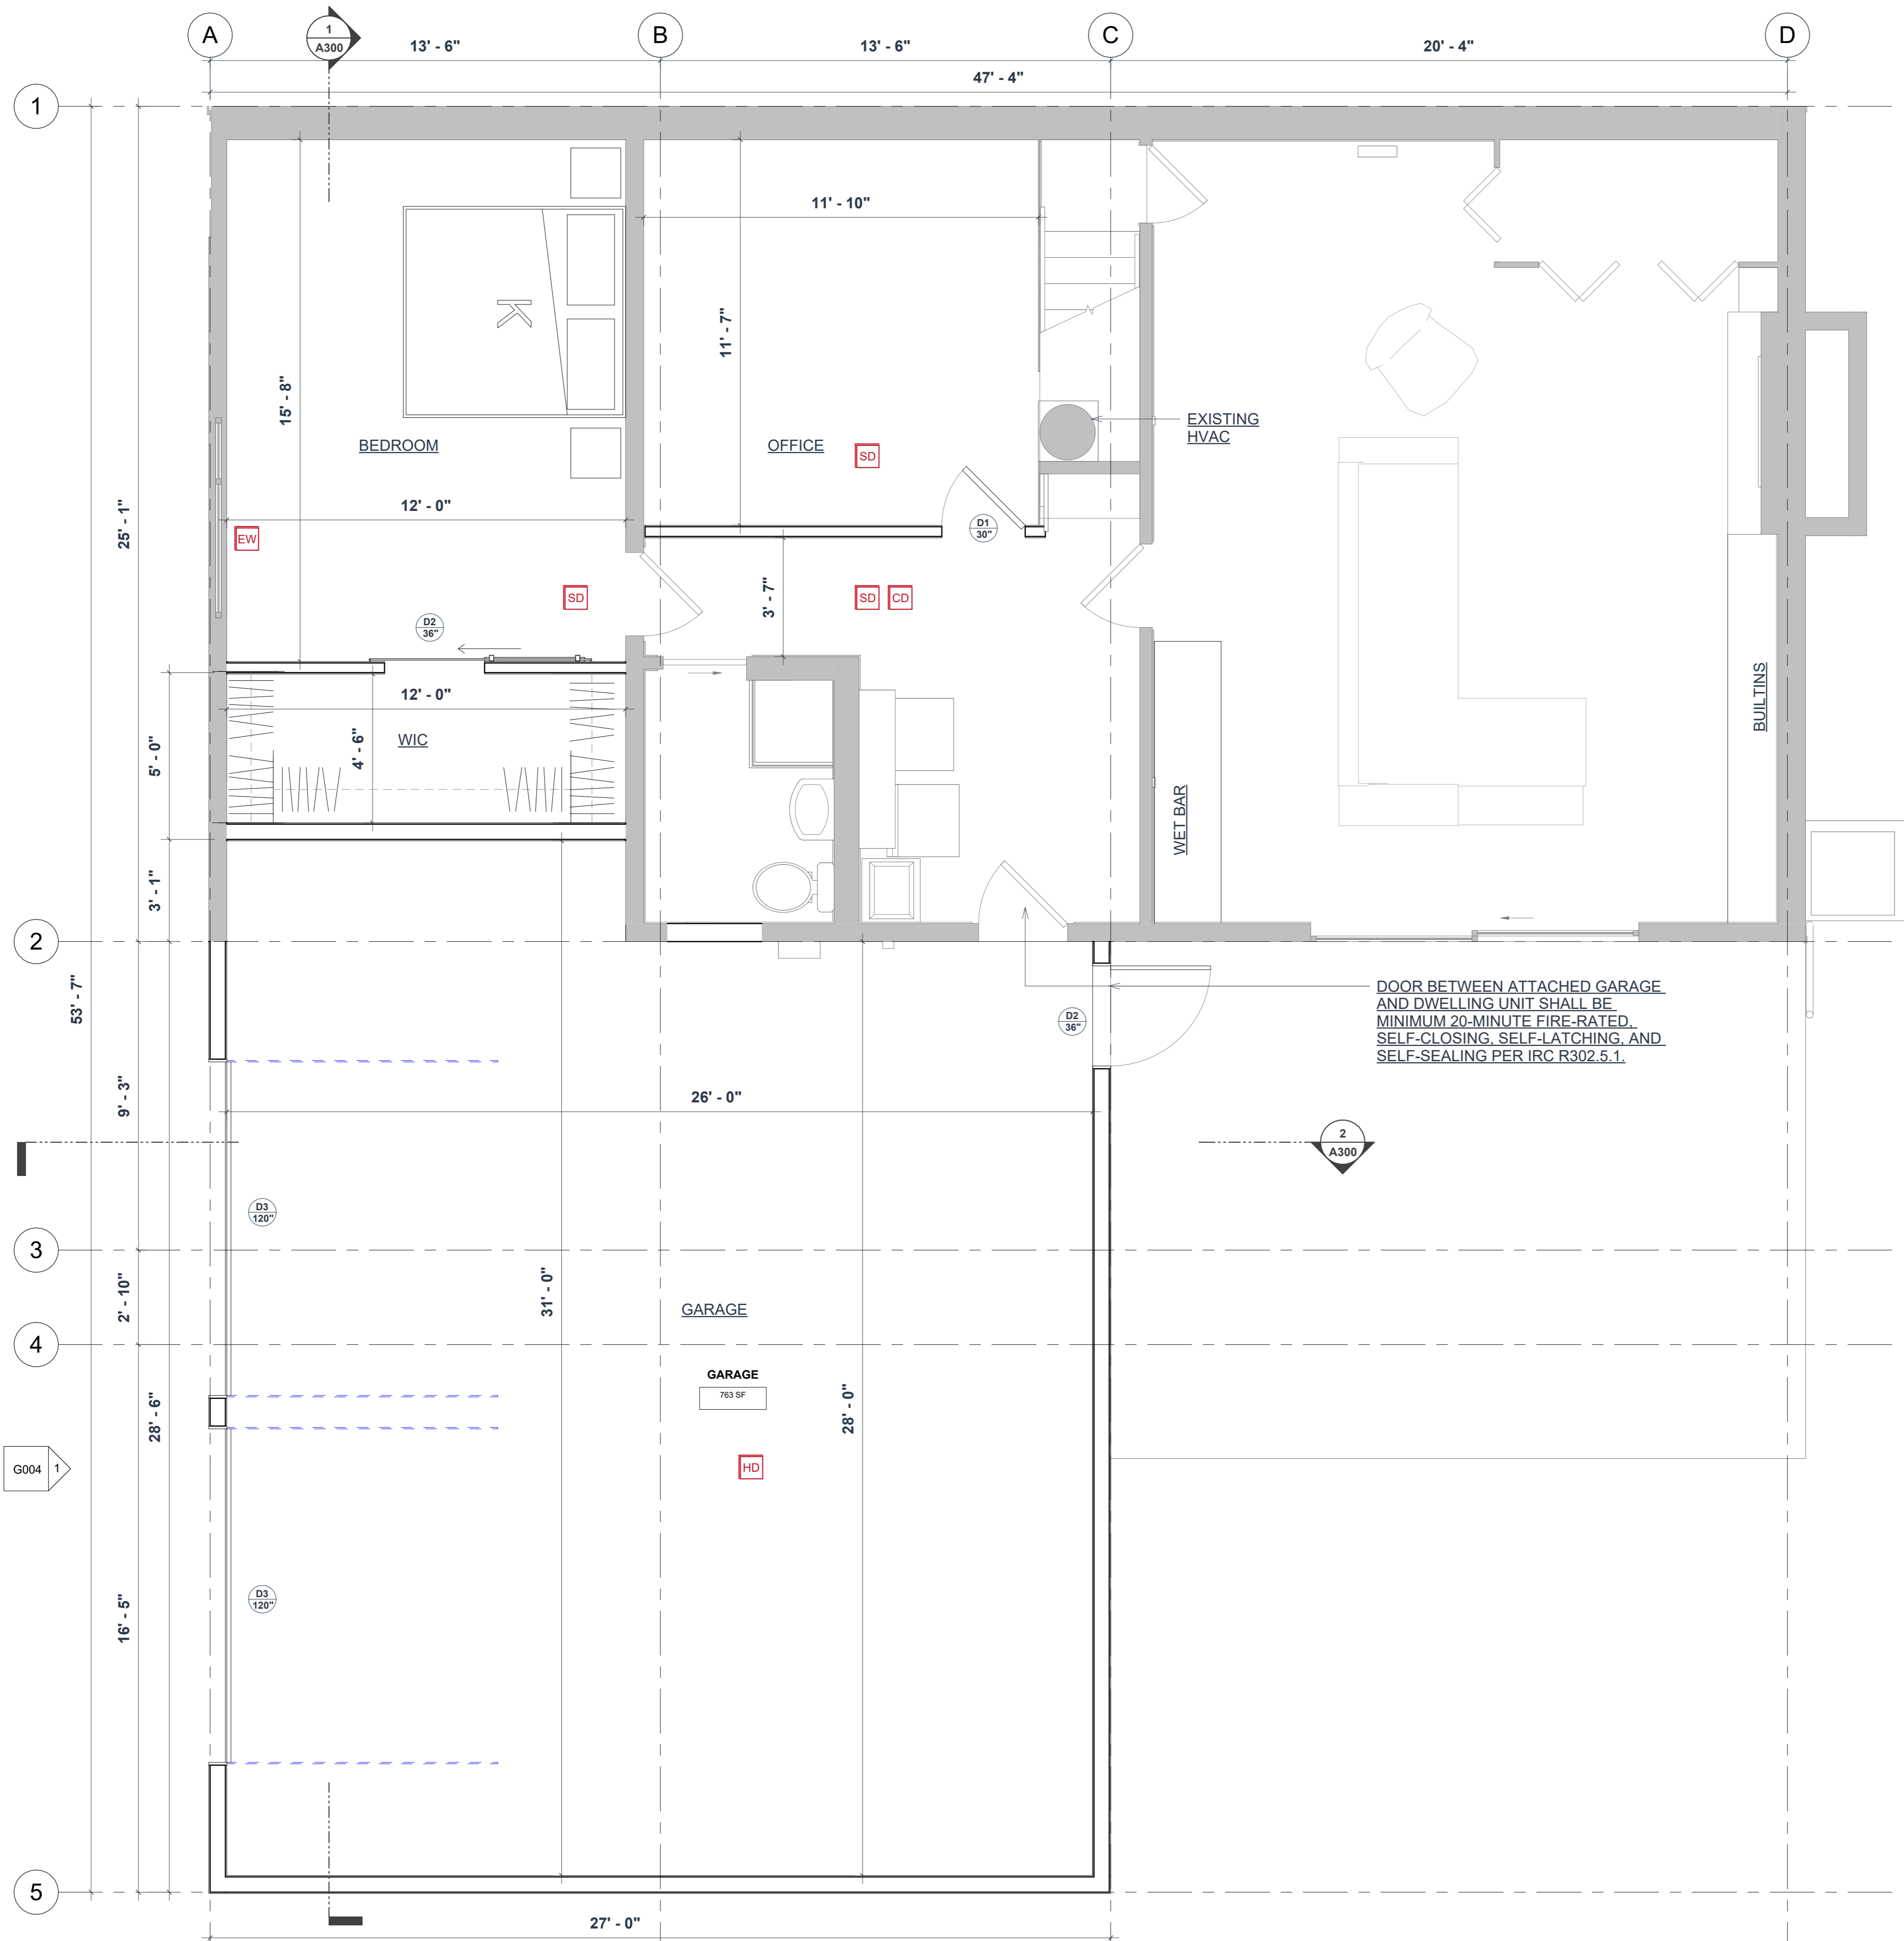 A
1
A300
13' - 6"
B
13' - 6"
C
20' - 4"
D
47' - 4"
1
11' - 10"
15' - 8"
11' - 7"
K
BEDROOM
OFFICE
SD
EXISTING
HVAC
25' - 1"
12' - 0"
EW
D1
30"
SD
SD
CD
3' - 7"
D2
36"
12' - 0"
WIC
4' - 6"
5' - 0"
BUILTINS
WET BAR
3' - 1"
2
53' - 7"
DOOR BETWEEN ATTACHED GARAGE
AND DWELLING UNIT SHALL BE
MINIMUM 20-MINUTE FIRE-RATED,
SELF-CLOSING, SELF-LATCHING, AND
SELF-SEALING PER IRC R302.5.1.
D2
36"
9' - 3"
26' - 0"
2
A300
D3
120"
3
2' - 10"
31' - 0"
GARAGE
4
GARAGE
763 SF
28' - 6"
28' - 0"
G004
1
HD
D3
120"
16' - 5"
5
27' - 0"